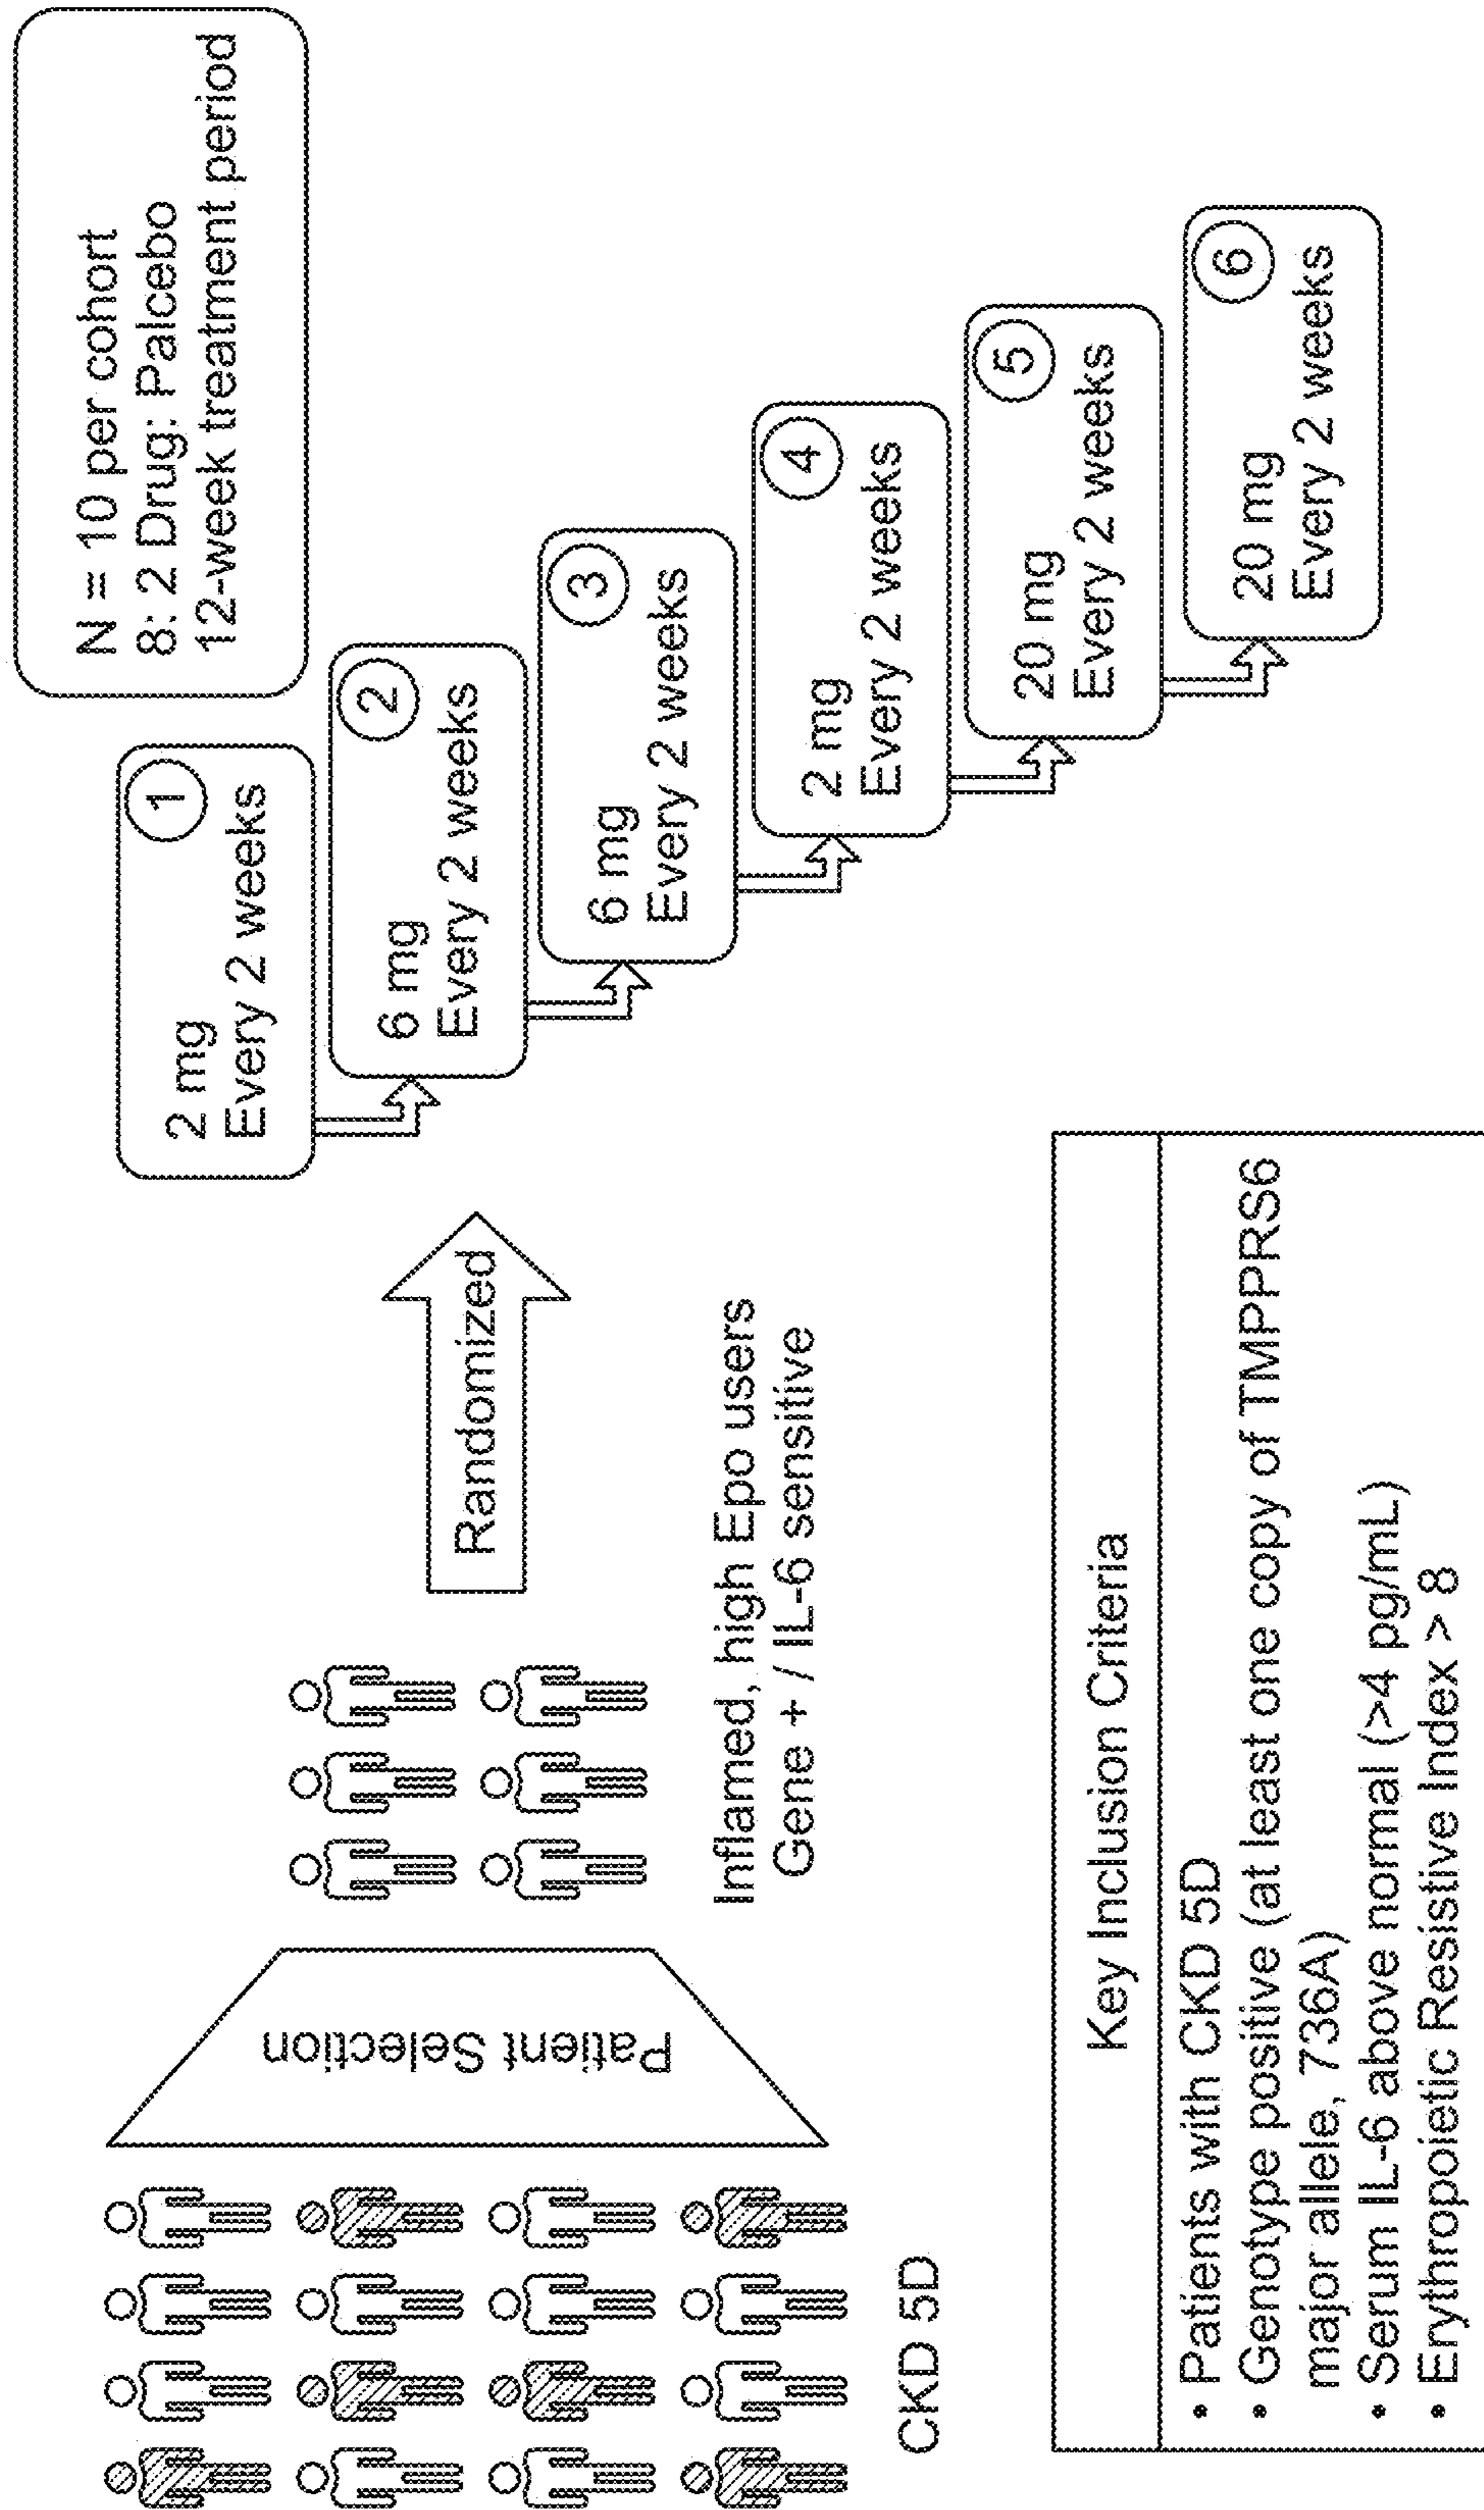 N = 10 per cohort
8: 2 Drug: Palcebo
12-week treatment period
CKD 5D
Patient Selection
Inflamed, high Epo users
Gene + / IL-6 sensitive
Randomized
1
2 mg
Every 2 weeks
2
6 mg
Every 2 weeks
3
6 mg
Every 2 weeks
4
2 mg
Every 2 weeks
5
20 mg
Every 2 weeks
6
20 mg
Every 2 weeks
Key Inclusion Criteria
• Patients with CKD 5D
• Genotype positive (at least one copy of TMPPRS6
major allele, 736A)
• Serum IL-6 above normal (>4 pg/mL)
• Erythropoietic Resistive Index > 8